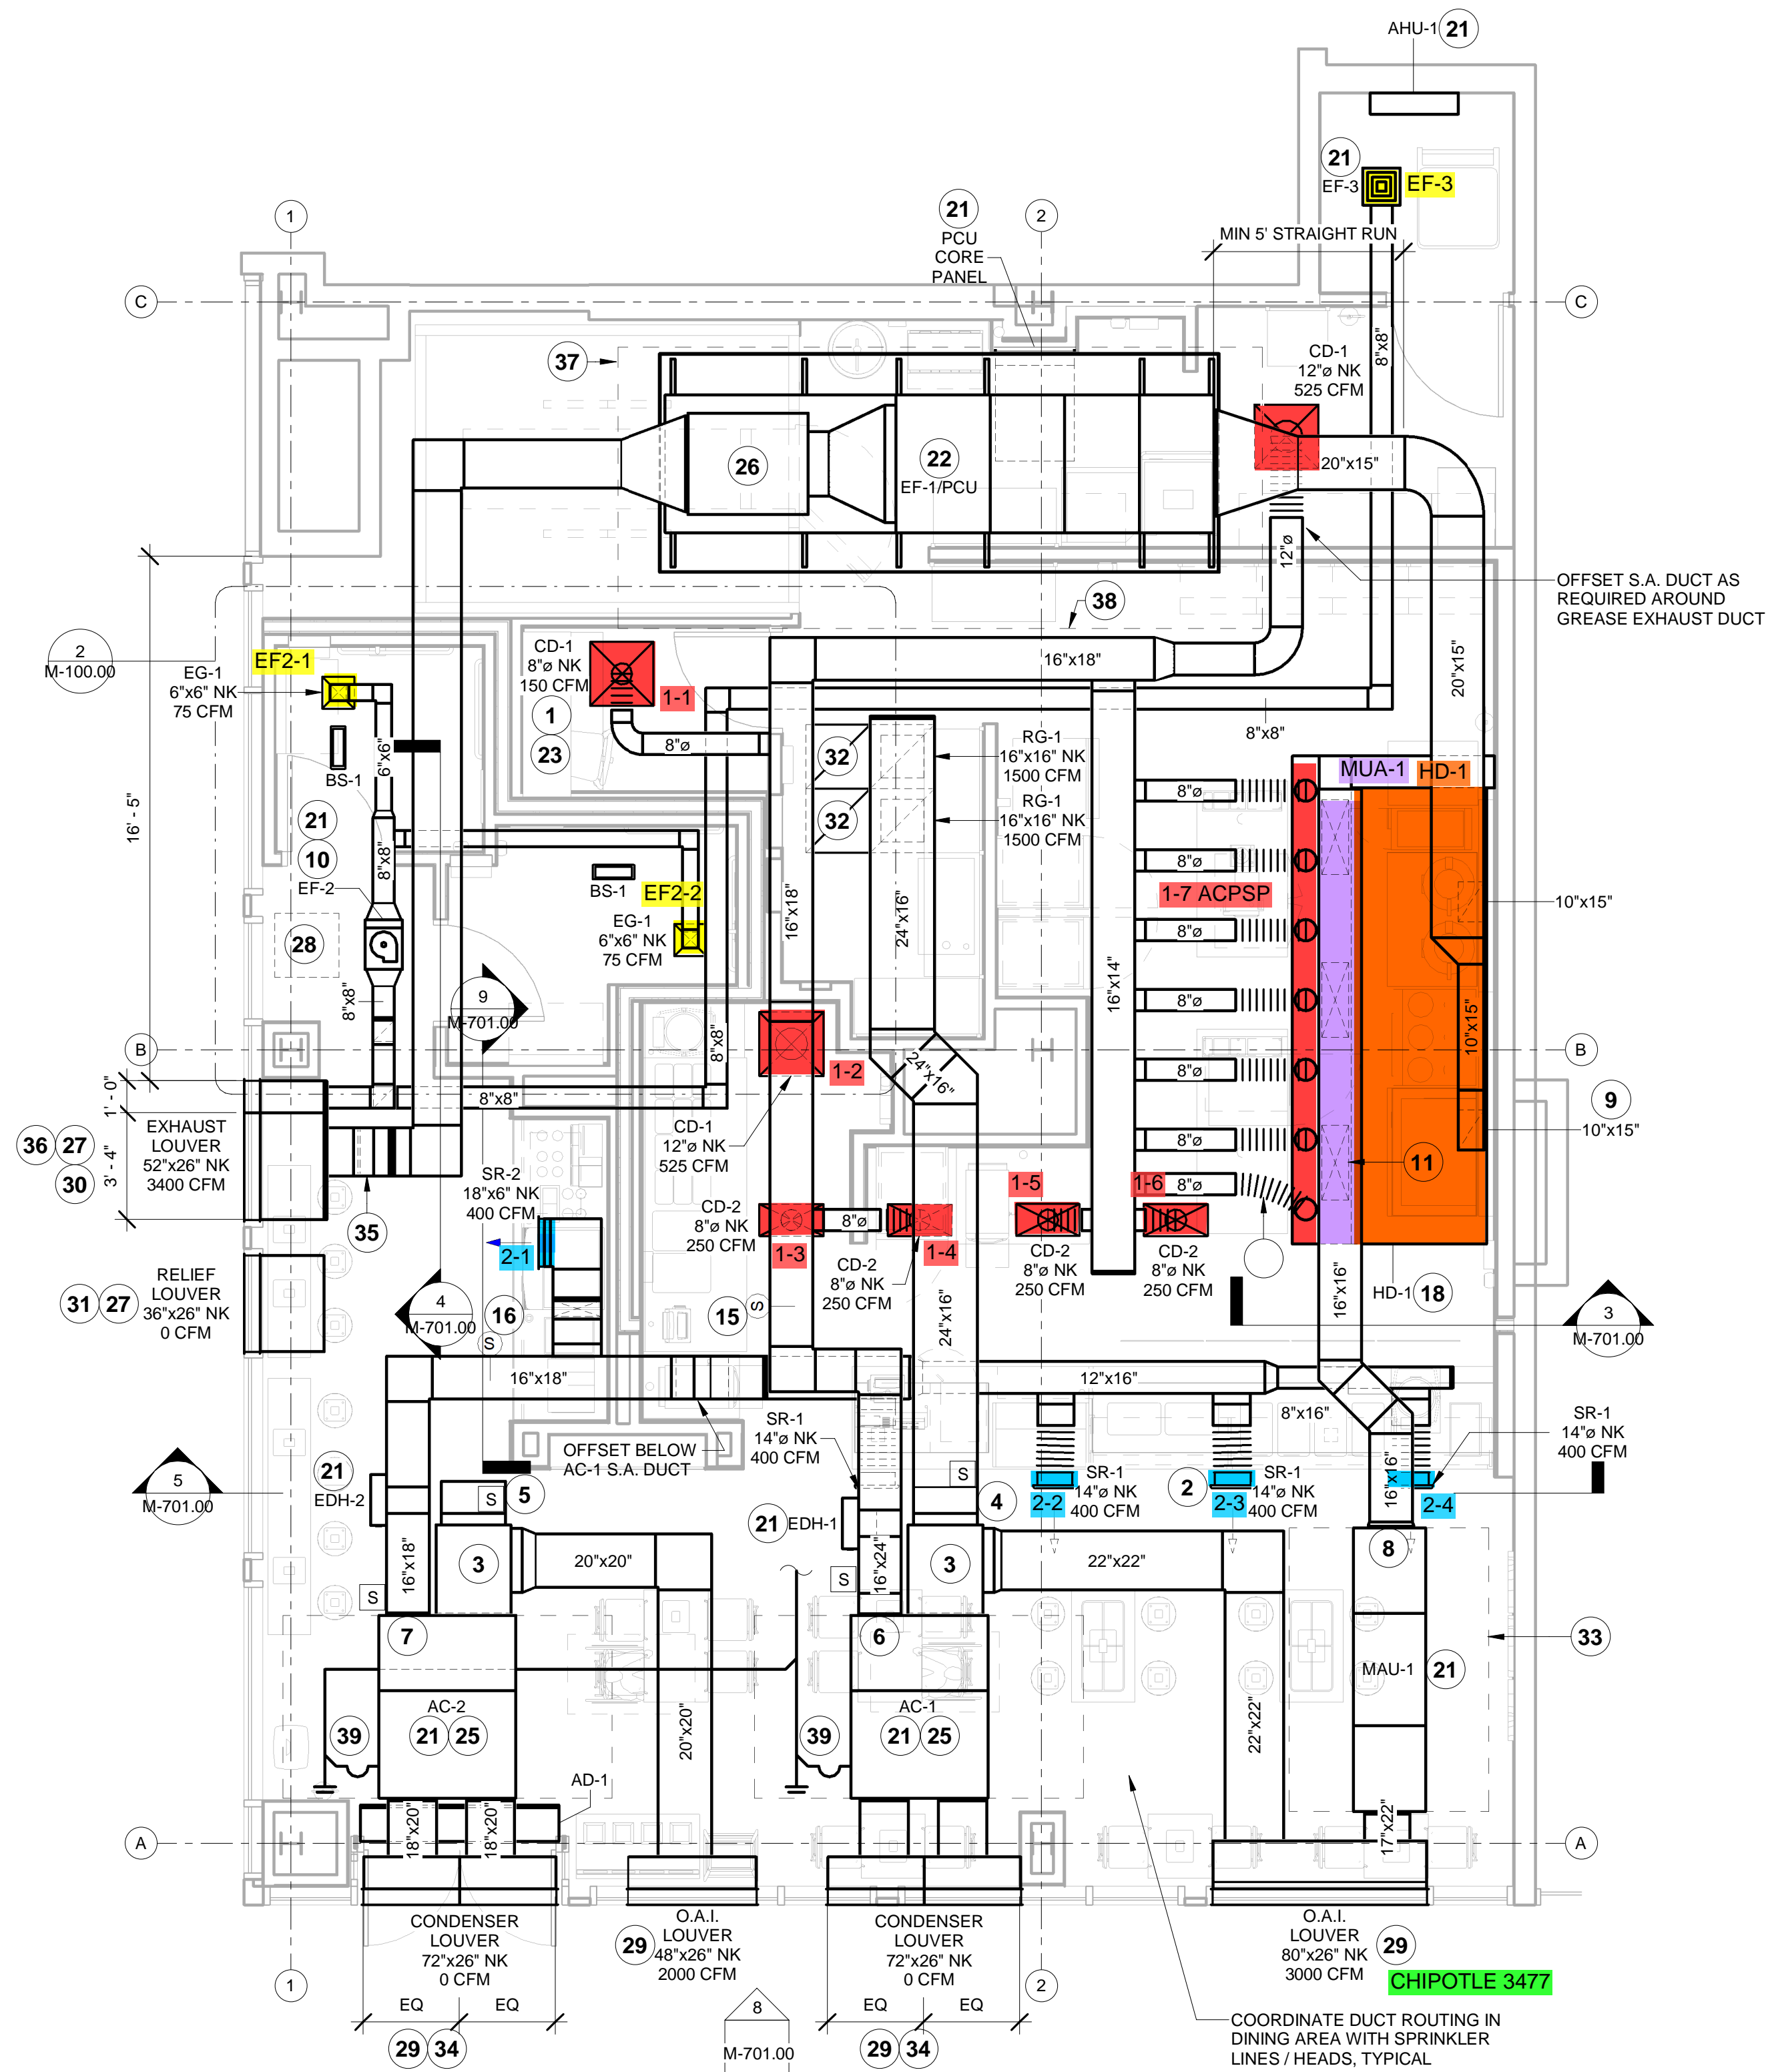 AHU-1 21
21
EF-3
EF-3
21
PCU
CORE
PANEL
MIN 5' STRAIGHT RUN
1
2
C
C
37
CD-1
12"ø NK
525 CFM
8"x8"
26
22
EF-1/PCU
20"x15"
12"ø
OFFSET S.A. DUCT AS
REQUIRED AROUND
GREASE EXHAUST DUCT
38
2
M-100.00
16' - 5"
EF2-1
EG-1
6"x6" NK
75 CFM
CD-1
8"ø NK
150 CFM
1-1
1
23
8"ø
16"x18"
20"x15"
8"x8"
6"x6"
BS-1
32
32
RG-1
16"x16" NK
1500 CFM
RG-1
16"x16" NK
1500 CFM
MUA-1
HD-1
8"ø
8"ø
8"ø
8"ø
8"ø
8"ø
8"ø
1-7 ACPSP
21
10
EF-2
8"x8"
BS-1
EF2-2
EG-1
6"x6" NK
75 CFM
16"x18"
24"x16"
10"x15"
28
8"x8"
9
M-701.00
16"x14"
10"x15"
8"x8"
24"x16"
B
B
1-2
1' - 0"
8"x8"
9
10"x15"
36 27
30
EXHAUST
LOUVER
52"x26" NK
3400 CFM
3' - 4"
35
CD-1
12"ø NK
525 CFM
11
SR-2
18"x6" NK
400 CFM
2-1
CD-2
8"ø NK
250 CFM
8"ø
1-3
1-4
1-5
1-6
CD-2
8"ø NK
250 CFM
CD-2
8"ø NK
250 CFM
CD-2
8"ø NK
250 CFM
31 27
RELIEF
LOUVER
36"x26" NK
0 CFM
4
M-701.00
S
16
15
S
24"x16"
16"x16"
HD-1 18
3
M-701.00
16"x18"
12"x16"
8"x16"
OFFSET BELOW
AC-1 S.A. DUCT
SR-1
14"ø NK
400 CFM
SR-1
14"ø NK
400 CFM
5
M-701.00
21
EDH-2
S
5
21 EDH-1
S
4
2-2
SR-1
14"ø NK
400 CFM
2
2-3
SR-1
14"ø NK
400 CFM
16"x16"
2-4
16"x18"
3
20"x20"
S
S
16"x24"
3
22"x22"
8
7
6
33
MAU-1 21
AC-2
21 25
39
20"x20"
AC-1
21 25
39
22"x22"
AD-1
18"x20"
18"x20"
17"x22"
A
A
CONDENSER
LOUVER
72"x26" NK
0 CFM
29
O.A.I.
LOUVER
48"x26" NK
2000 CFM
CONDENSER
LOUVER
72"x26" NK
0 CFM
O.A.I.
LOUVER
80"x26" NK
3000 CFM
29
CHIPOTLE 3477
1
2
EQ EQ
EQ EQ
29 34
8
M-701.00
29 34
COORDINATE DUCT ROUTING IN
DINING AREA WITH SPRINKLER
LINES / HEADS, TYPICAL